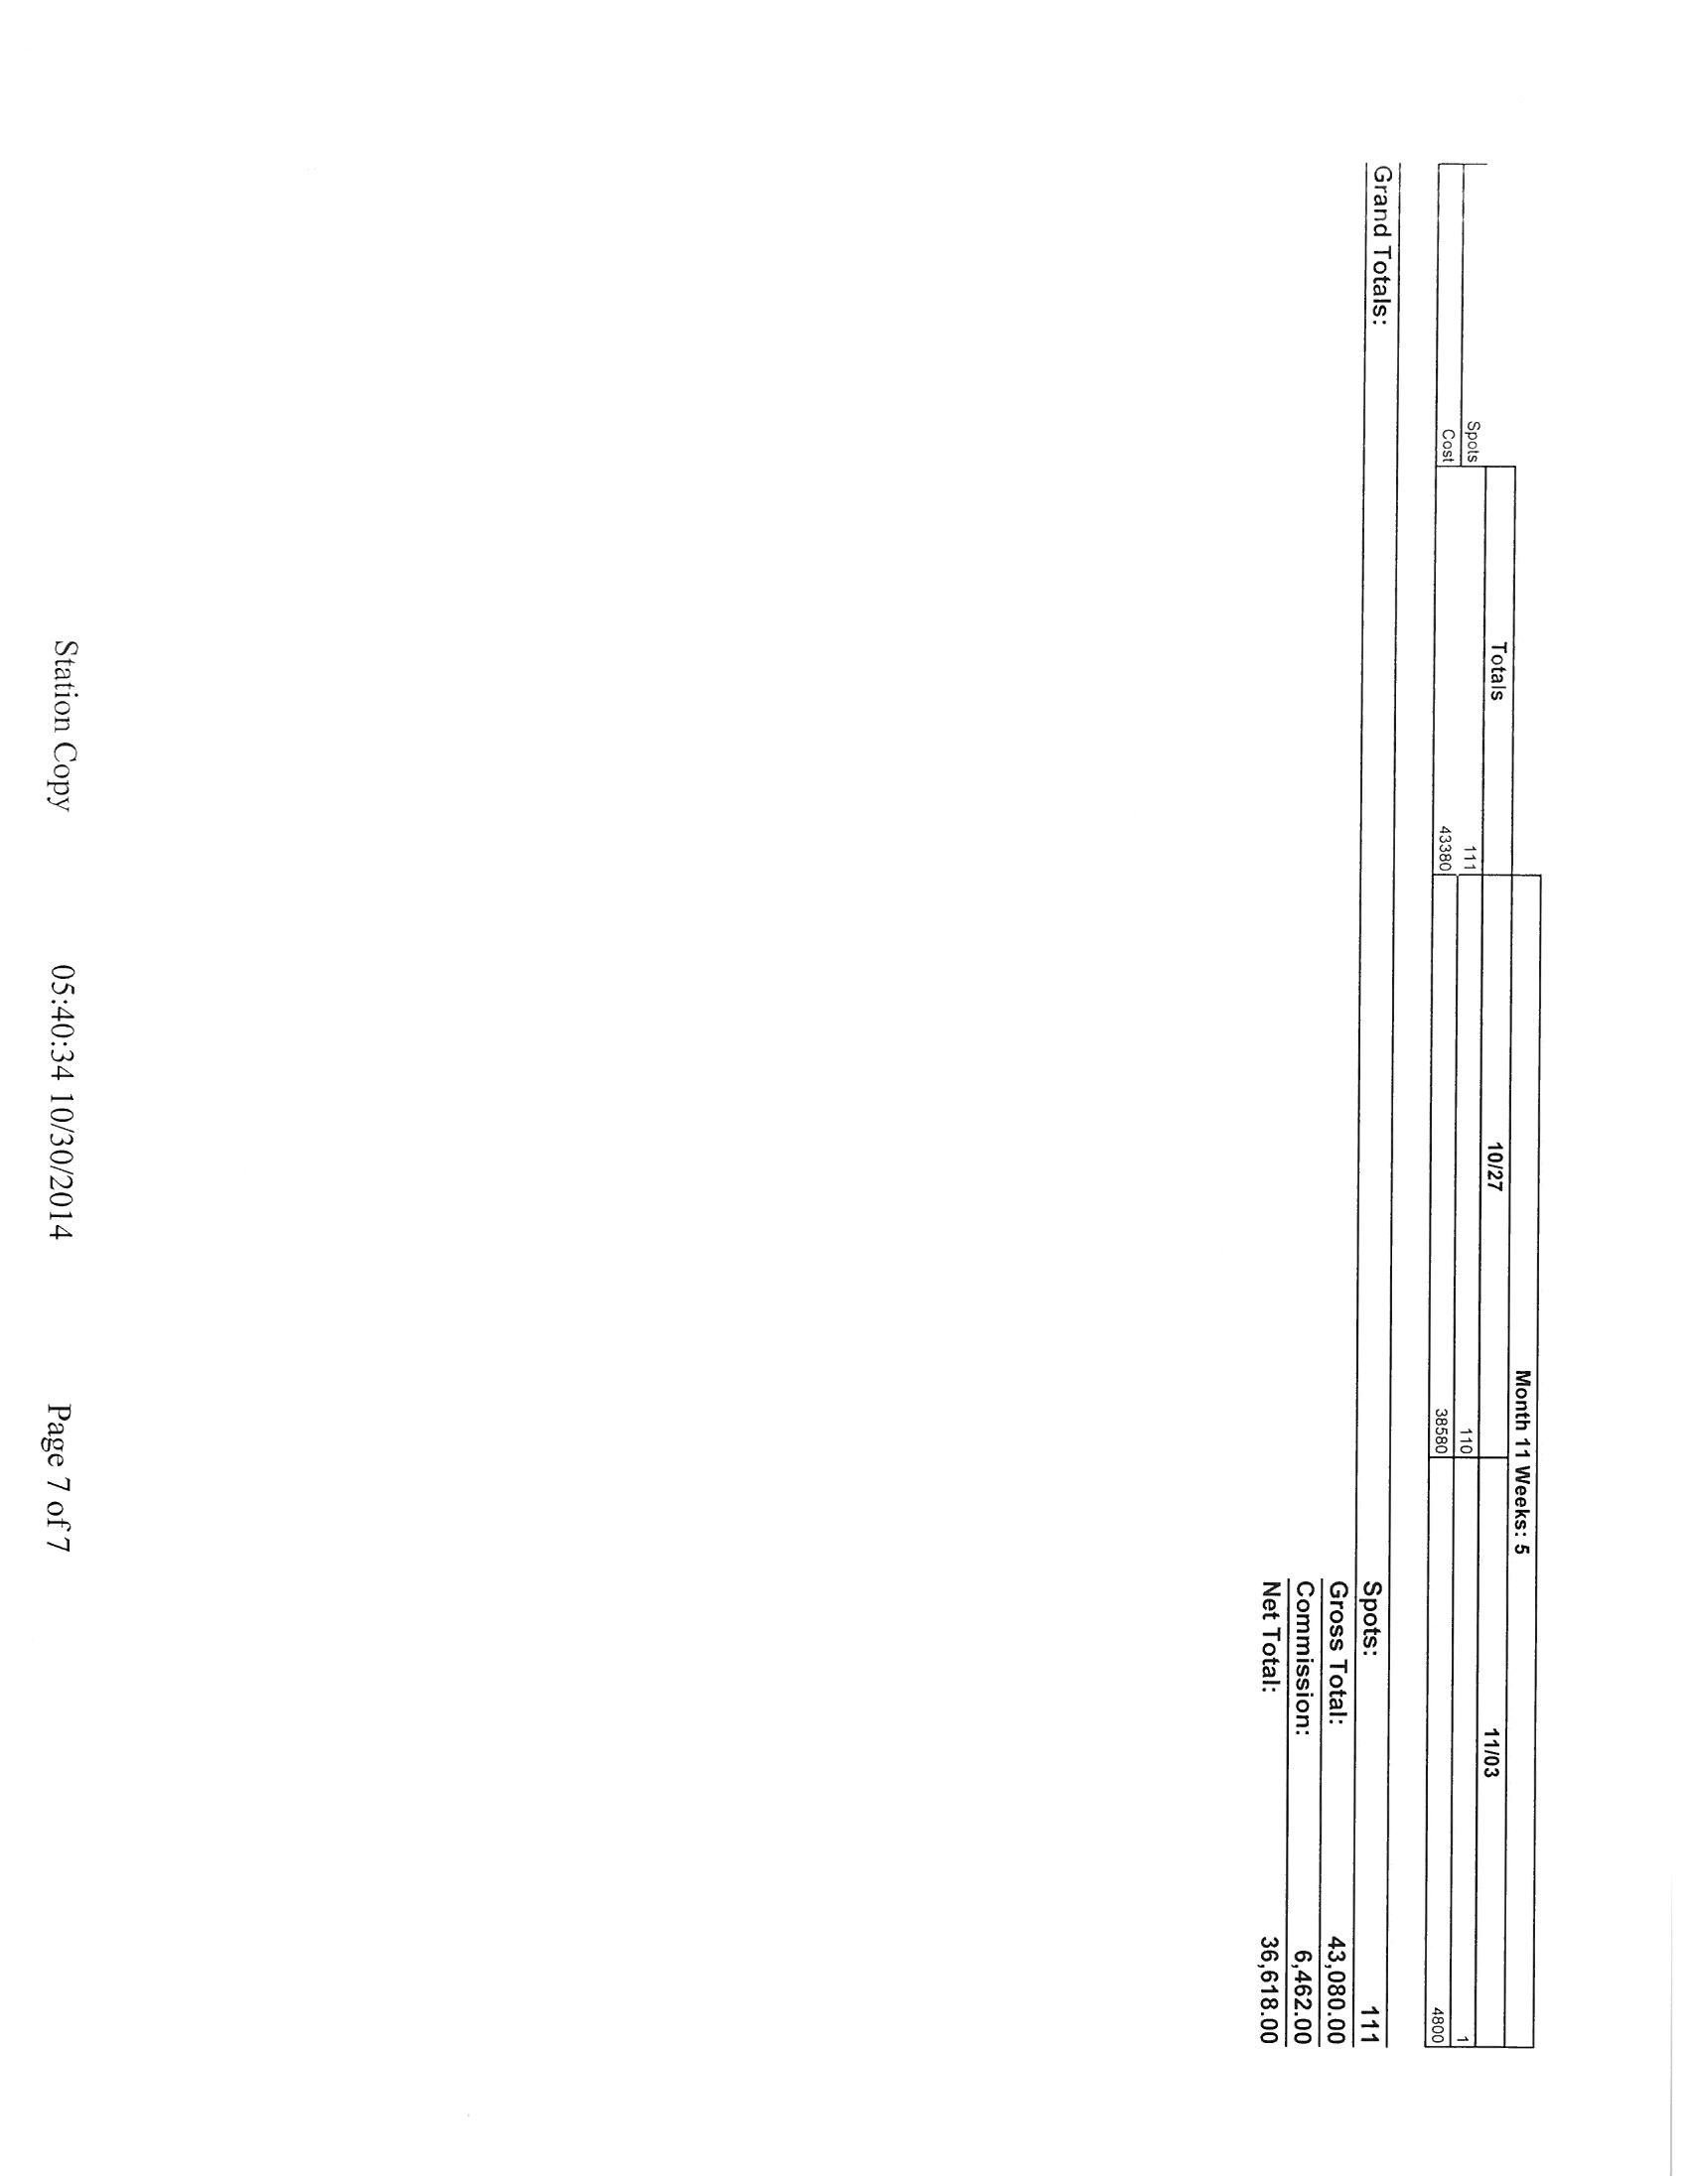 Month 11 Weeks: 5
Totals 10/27 11/03
Spots 111 110 1
Cost 43380 38580 4800
Grand Totals: Spots: 111
Gross Total: 43,080.00
Commission: 6,462.00
Net Total: 36,618.00
Station Copy 05:40:34 10/30/2014 Page 7 of 7